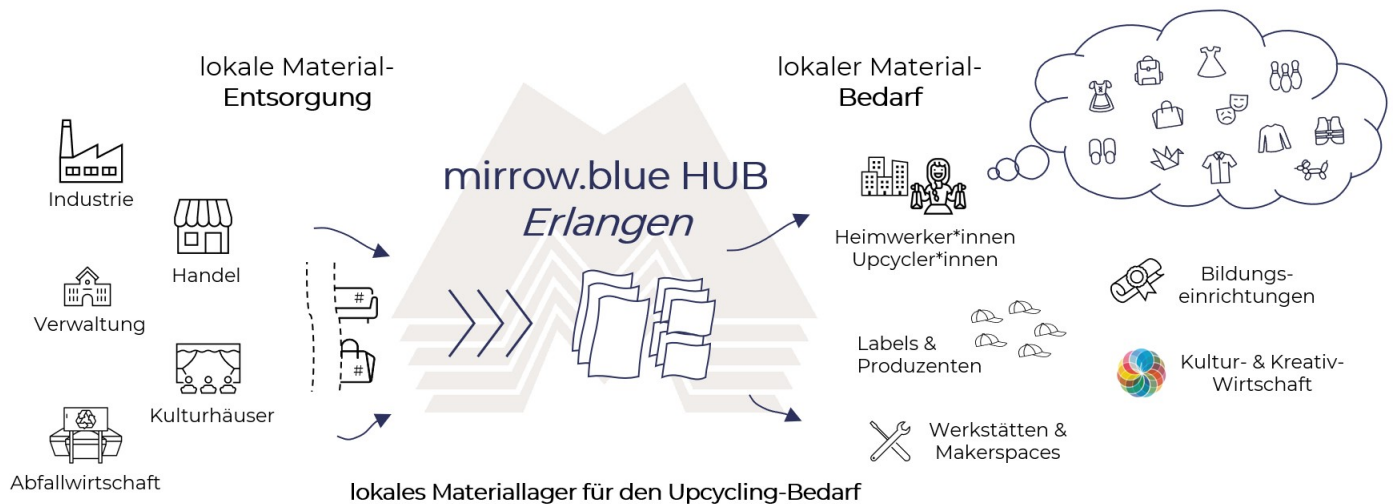 lokale Material-
Entsorgung
Industrie
Handel
Verwaltung
Kulturhäuser
Abfallwirtschaft
#
#
mirrow.blue HUB
Erlangen
lokales Materiallager für den Upcycling-Bedarf
lokaler Material-
Bedarf
Heimwerker*innen
Upcycler*innen
Bildungs-
einrichtungen
Labels &
Produzenten
Kultur- & Kreativ-
Wirtschaft
Werkstätten &
Makerspaces